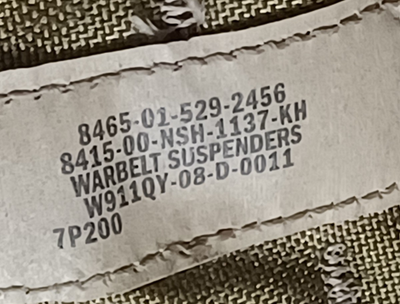 8465-01-529-2456
8415-00-NSH-1137-KH
WARBELT SUSPENDERS
W911QY-08-D-0011
7P200